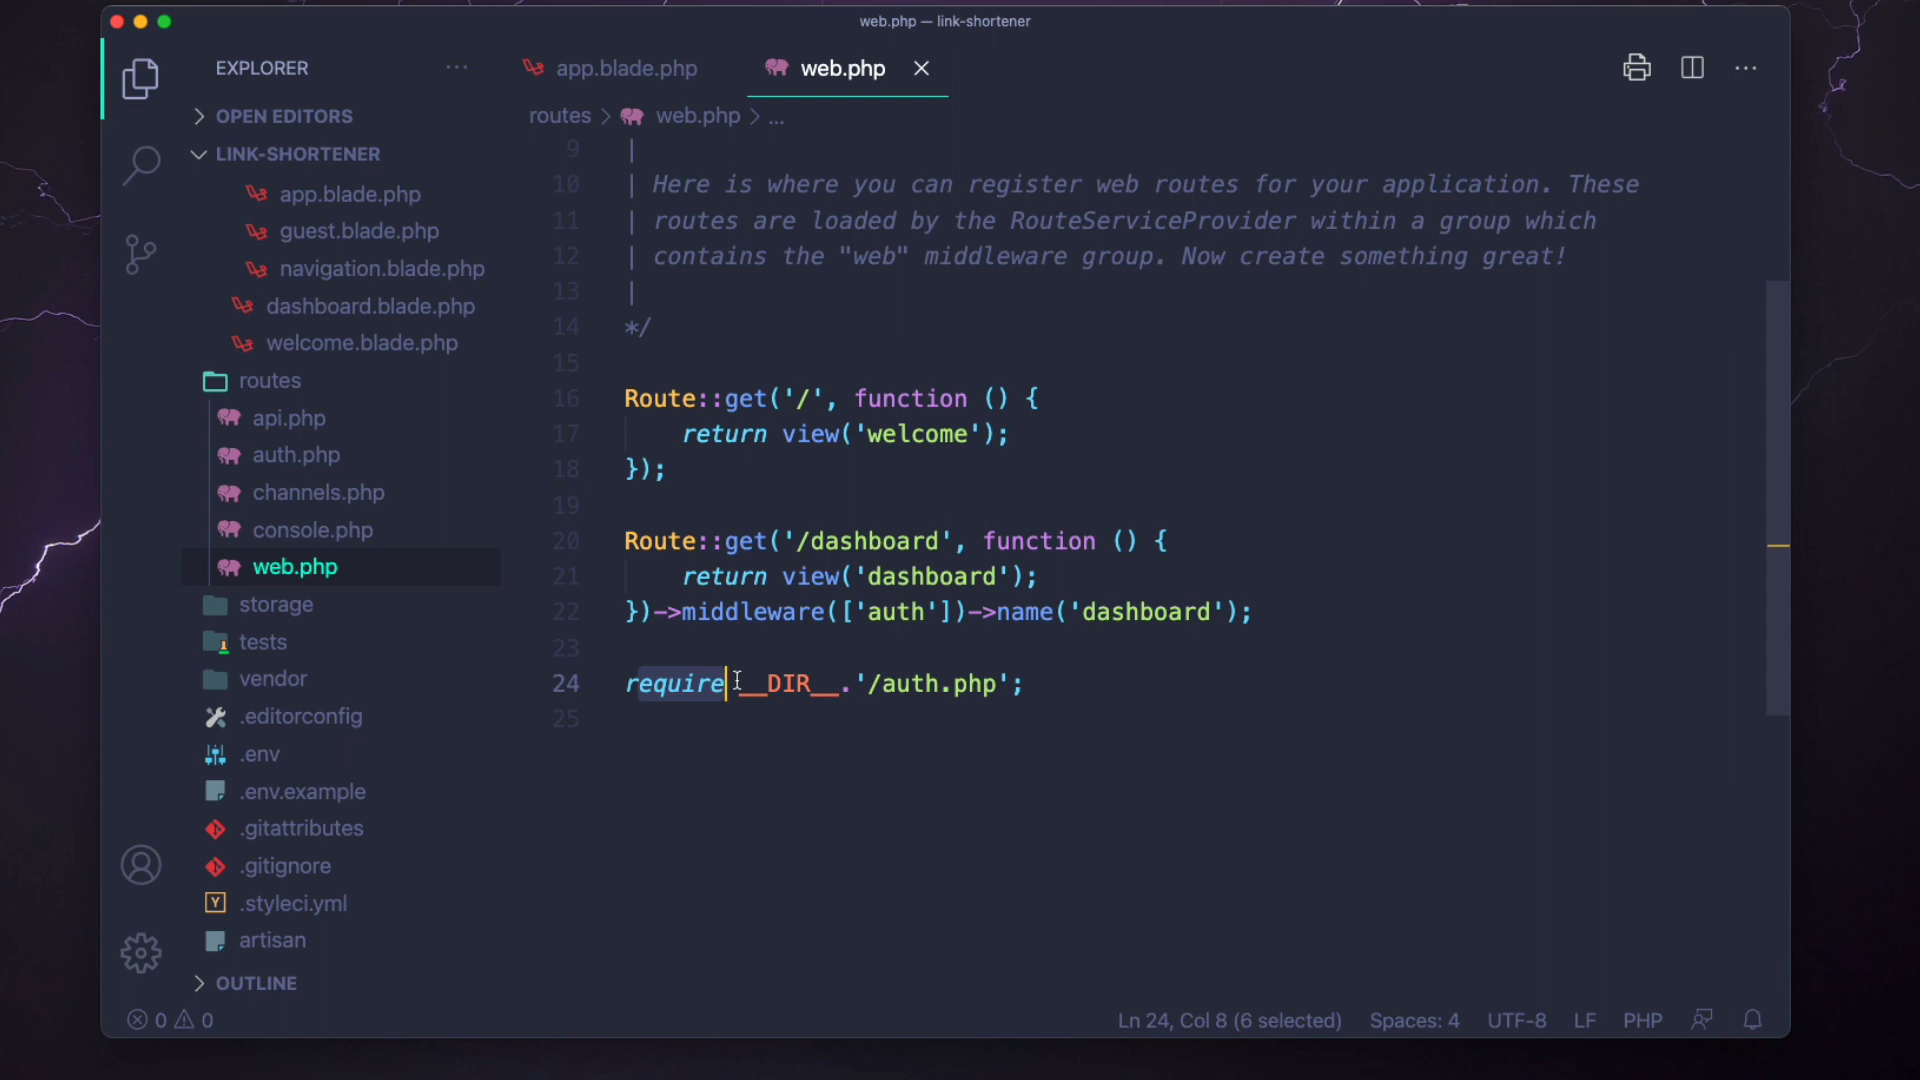 web.php — link-shortener
EXPLORER
OPEN EDITORS
LINK-SHORTENER
app.blade.php
guest.blade.php
navigation.blade.php
dashboard.blade.php
welcome.blade.php
routes
api.php
auth.php
channels.php
console.php
web.php
storage
tests
vendor
.editorconfig
.env
.env.example
.gitattributes
.gitignore
.styleci.yml
artisan
OUTLINE
app.blade.php
web.php
routes > web.php > ...
9 |
10 | Here is where you can register web routes for your application. These
11 | routes are loaded by the RouteServiceProvider within a group which
12 | contains the "web" middleware group. Now create something great!
13 |
14 */
15
16 Route::get('/', function () {
17 return view('welcome');
18 });
19
20 Route::get('/dashboard', function () {
21 return view('dashboard');
22 })->middleware(['auth'])->name('dashboard');
23
24 require __DIR__.'/auth.php';
25
0 0
Ln 24, Col 8 (6 selected) Spaces: 4 UTF-8 LF PHP